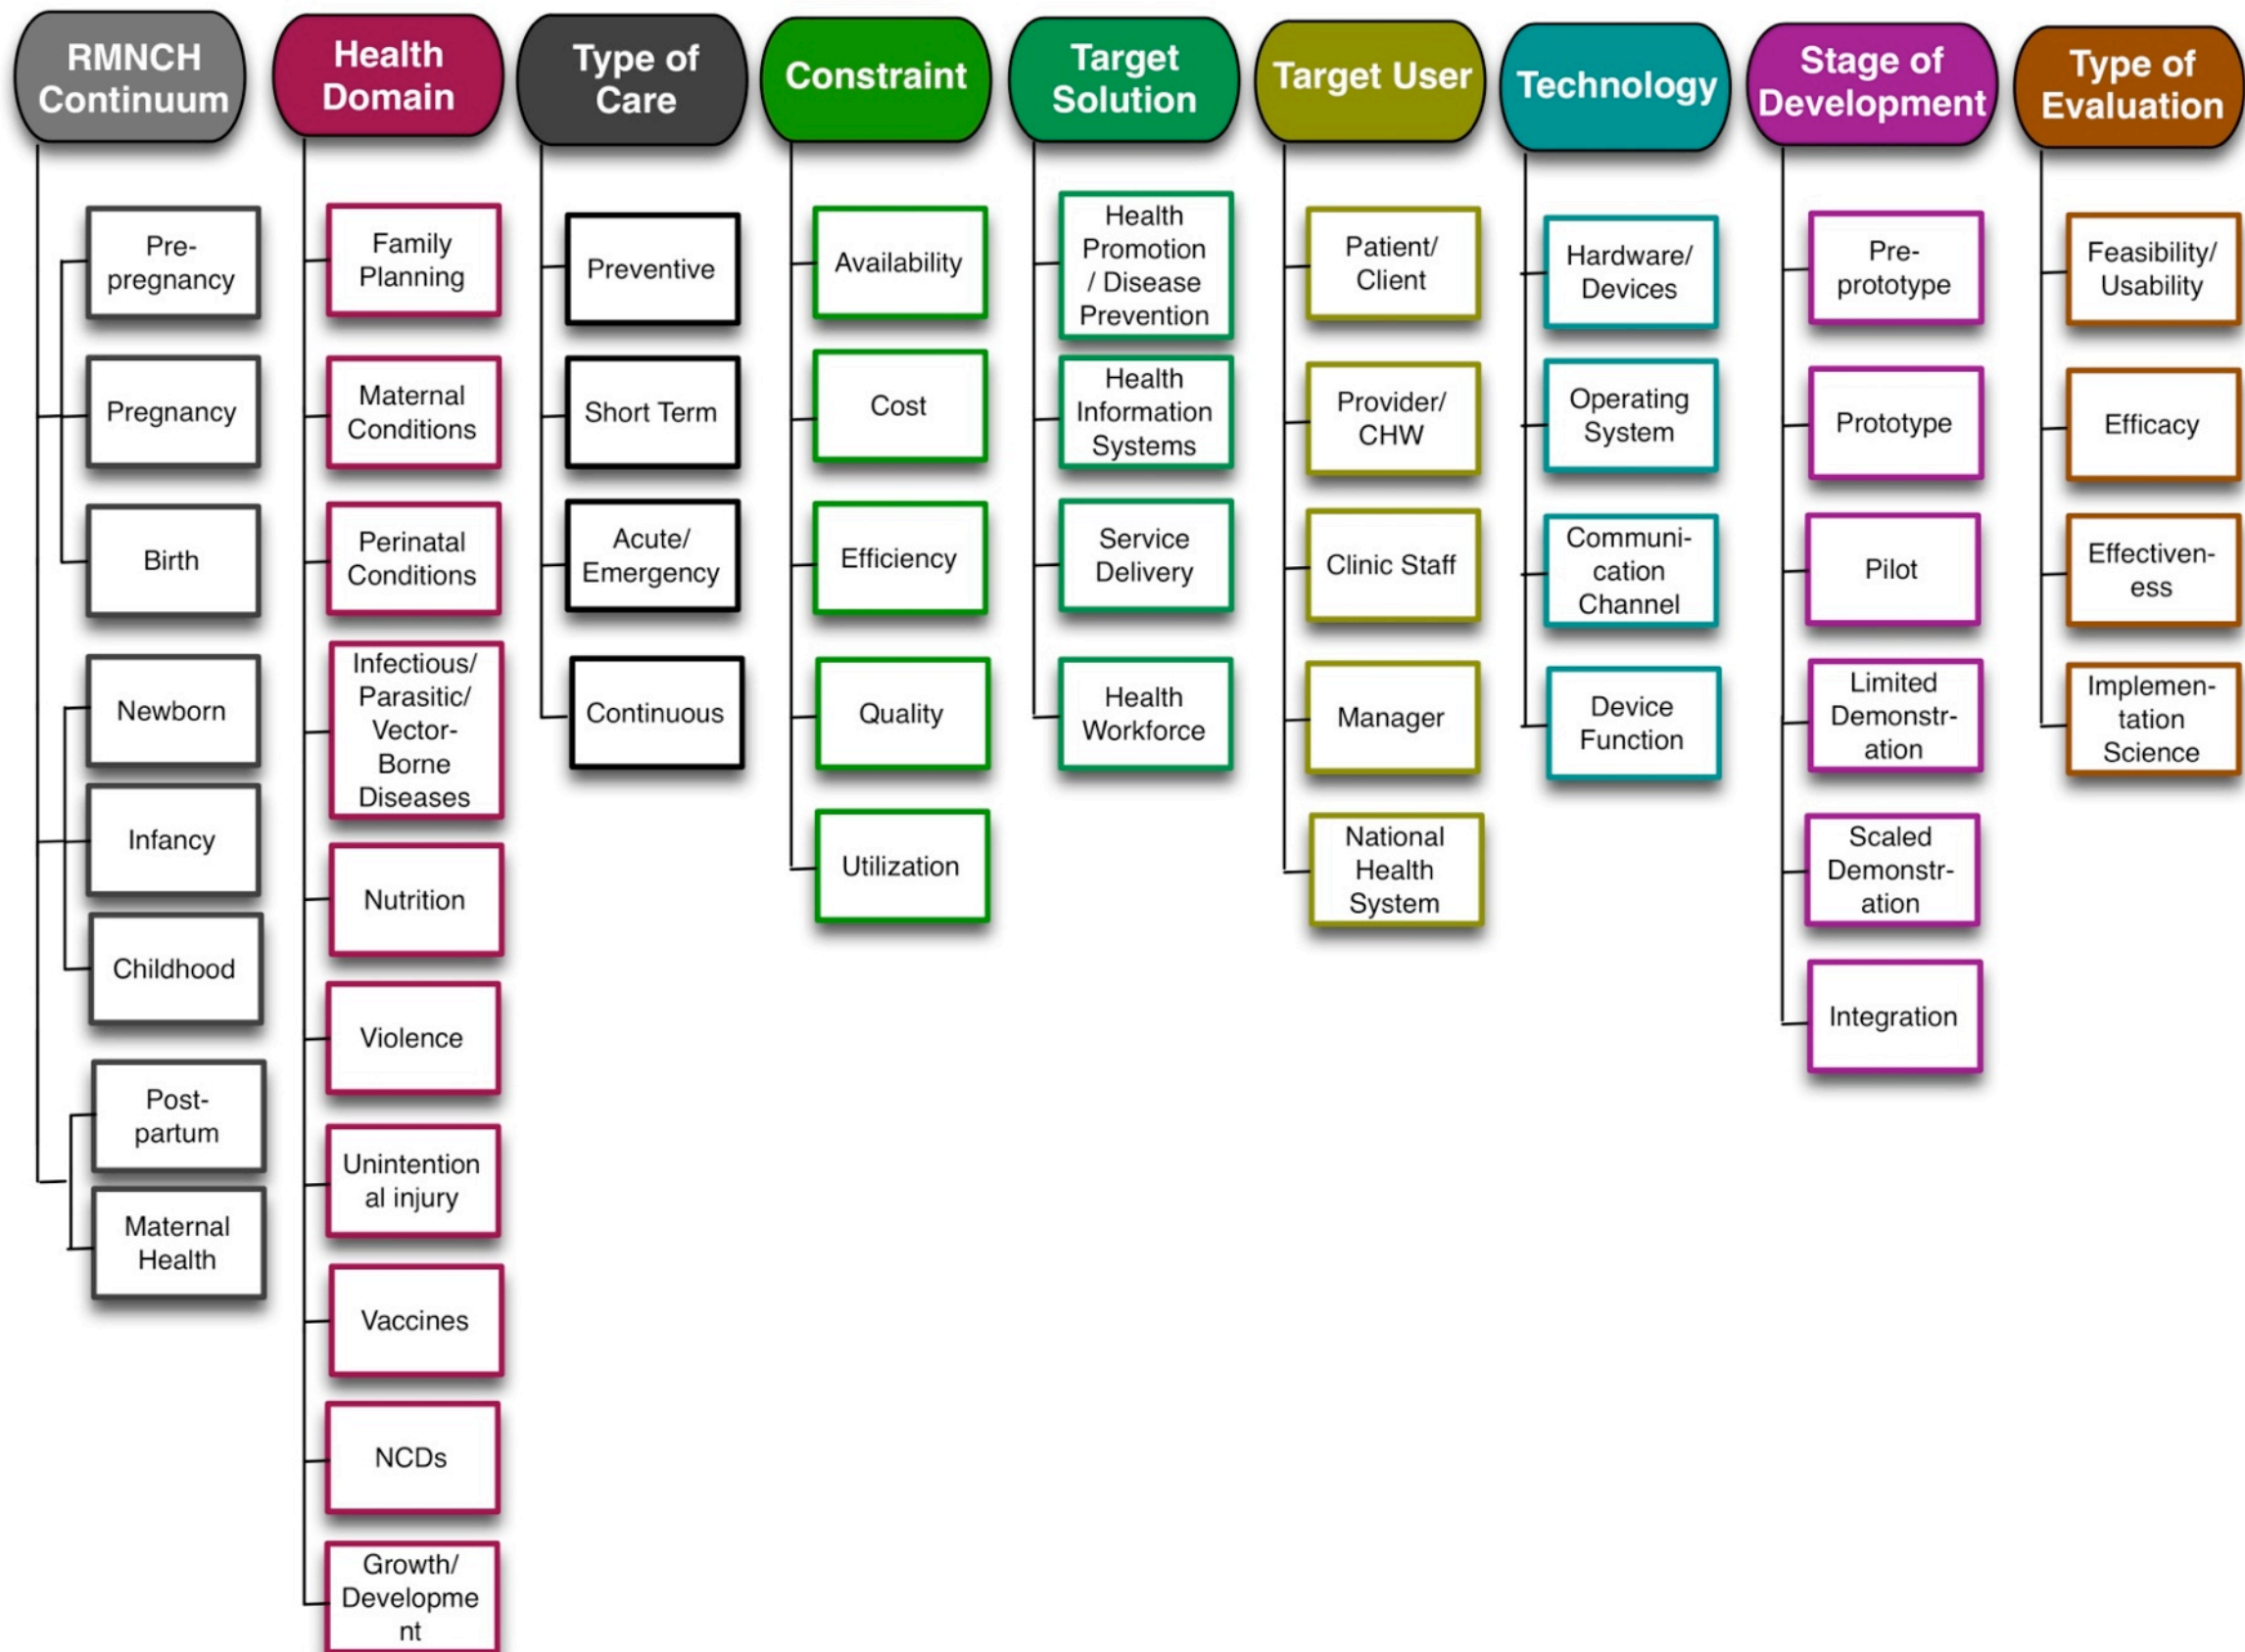 RMNCH
Continuum
Pre-
pregnancy
Pregnancy
Birth
Newborn
Infancy
Childhood
Post-
partum
Maternal
Health
Health
Domain
Family
Planning
Maternal
Conditions
Perinatal
Conditions
Infectious/
Parasitic/
Vector-
Borne
Diseases
Nutrition
Violence
Unintention
al injury
Vaccines
NCDs
Growth/
Developme
nt
Type of
Care
Preventive
Short Term
Acute/
Emergency
Continuous
Constraint
Availability
Cost
Efficiency
Quality
Utilization
Target
Solution
Health
Promotion
/ Disease
Prevention
Health
Information
Systems
Service
Delivery
Health
Workforce
Target User
Patient/
Client
Provider/
CHW
Clinic Staff
Manager
National
Health
System
Technology
Hardware/
Devices
Operating
System
Communi-
cation
Channel
Device
Function
Stage of
Development
Pre-
prototype
Prototype
Pilot
Limited
Demonstr-
ation
Scaled
Demonstr-
ation
Integration
Type of
Evaluation
Feasibility/
Usability
Efficacy
Effectiven-
ess
Implemen-
tation
Science